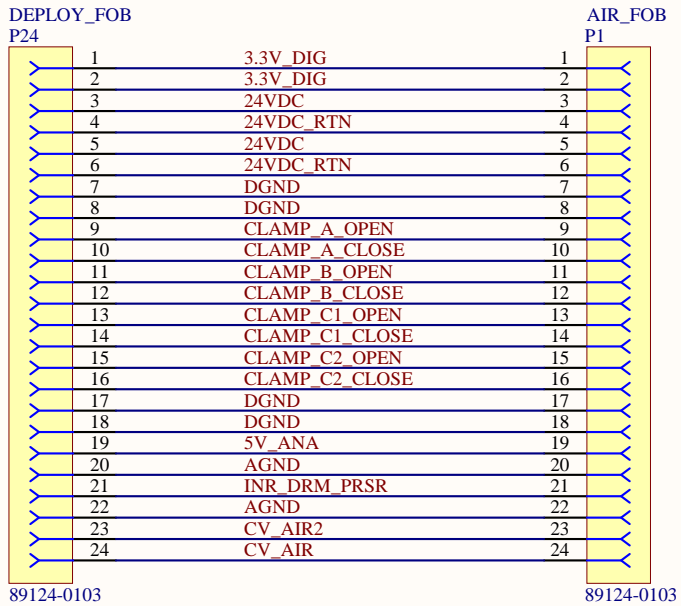 DEPLOY_FOB AIR_FOB
P24 P1
1 3.3V_DIG 1
2 3.3V_DIG 2
3 24VDC 3
4 24VDC_RTN 4
5 24VDC 5
6 24VDC_RTN 6
7 DGND 7
8 DGND 8
9 CLAMP_A_OPEN 9
10 CLAMP_A_CLOSE 10
11 CLAMP_B_OPEN 11
12 CLAMP_B_CLOSE 12
13 CLAMP_C1_OPEN 13
14 CLAMP_C1_CLOSE 14
15 CLAMP_C2_OPEN 15
16 CLAMP_C2_CLOSE 16
17 DGND 17
18 DGND 18
19 5V_ANA 19
20 AGND 20
21 INR_DRM_PRSR 21
22 AGND 22
23 CV_AIR2 23
24 CV_AIR 24
89124-0103 89124-0103